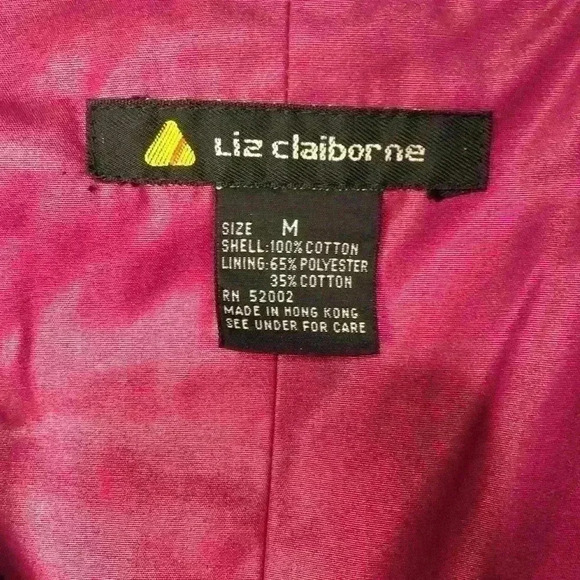 Liz claiborne
SIZE M
SHELL:100% COTTON
LINING:65% POLYESTER
35% COTTON
RN 52002
MADE IN HONG KONG
SEE UNDER FOR CARE